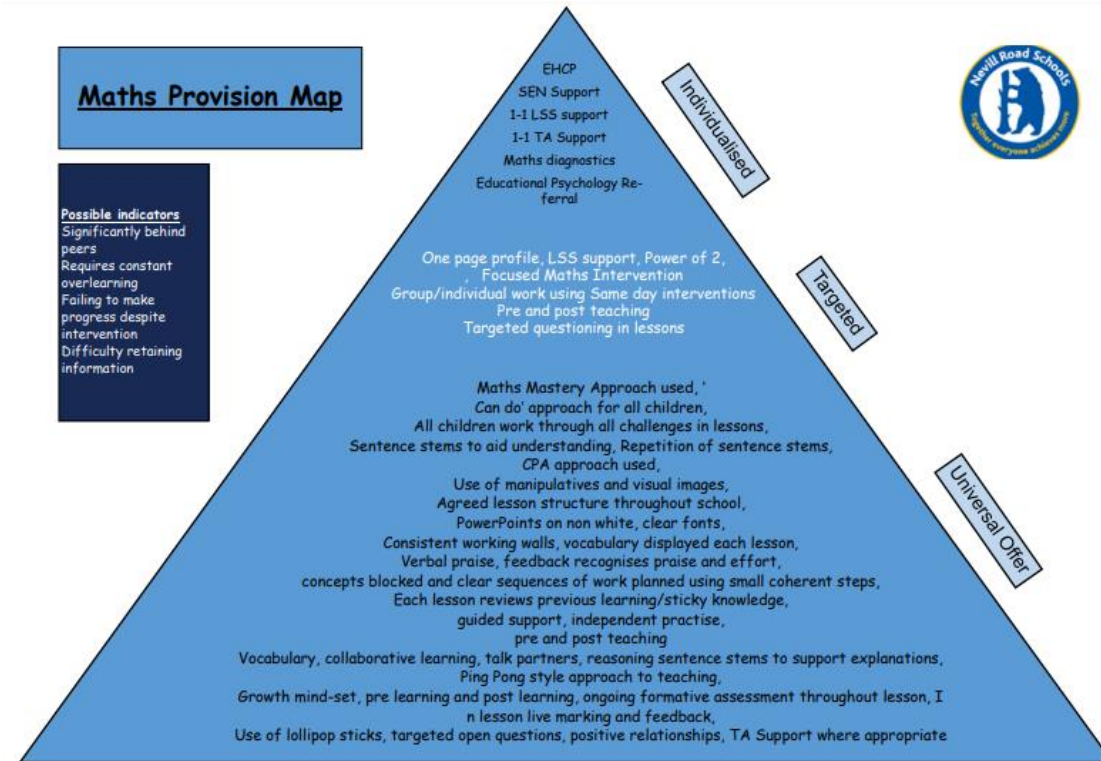 Maths Provision Map
Possible indicators
Significantly behind
peers
Requires constant
overlearning
Failing to make
progress despite
intervention
Difficulty retaining
information
EHCP
SEN Support
1-1 LSS support
1-1 TA Support
Maths diagnostics
Educational Psychology Re-
ferral
Individualised
Nevill Road Schools
Together everyone achieves more
One page profile, LSS support, Power of 2,
,   Focused Maths Intervention
Group/individual work using Same day interventions
Pre and post teaching
Targeted questioning in lessons
Targeted
Maths Mastery Approach used, '
Can do' approach for all children,
All children work through all challenges in lessons,
Sentence stems to aid understanding, Repetition of sentence stems,
CPA approach used,
Use of manipulatives and visual images,
Agreed lesson structure throughout school,
PowerPoints on non white, clear fonts,
Consistent working walls, vocabulary displayed each lesson,
Verbal praise, feedback recognises praise and effort,
concepts blocked and clear sequences of work planned using small coherent steps,
Each lesson reviews previous learning/sticky knowledge,
guided support, independent practise,
pre and post teaching
Vocabulary, collaborative learning, talk partners, reasoning sentence stems to support explanations,
Ping Pong style approach to teaching,
Growth mind-set, pre learning and post learning, ongoing formative assessment throughout lesson, I
n lesson live marking and feedback,
Use of lollipop sticks, targeted open questions, positive relationships, TA Support where appropriate
Universal Offer